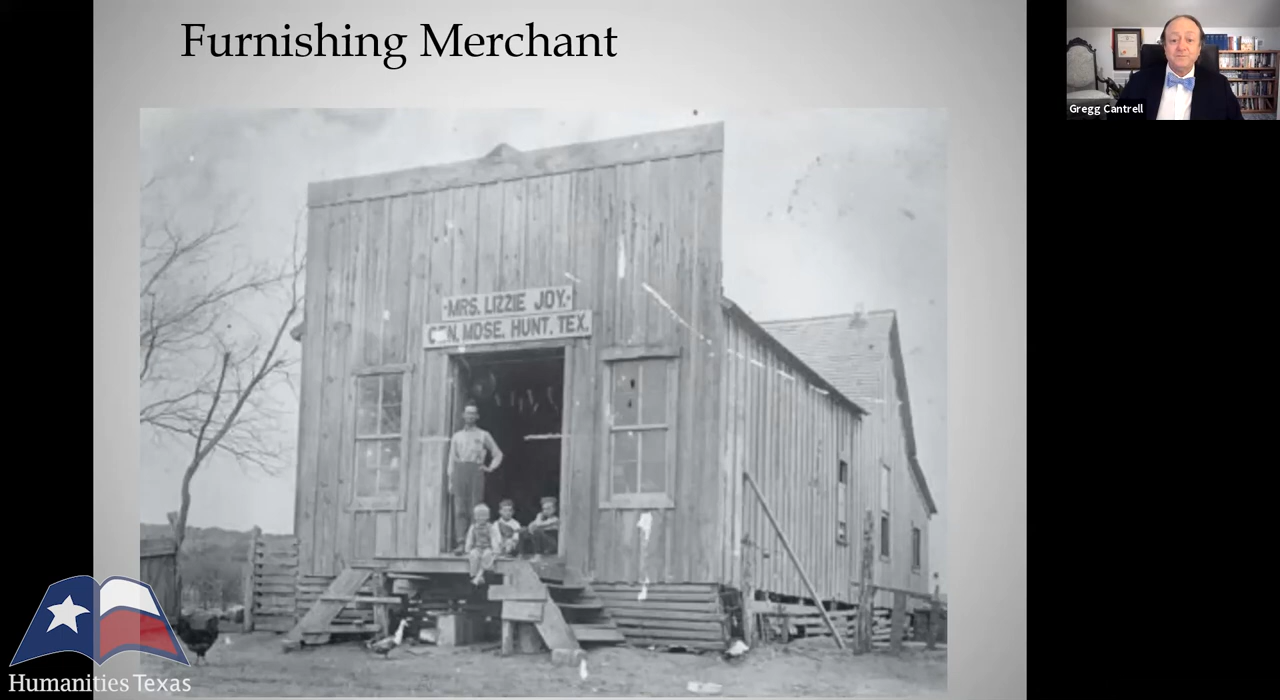 Furnishing Merchant
Gregg Cantrell
MRS. LIZZIE JOY.
GEN. MDSE. HUNT. TEX.
Humanities Texas